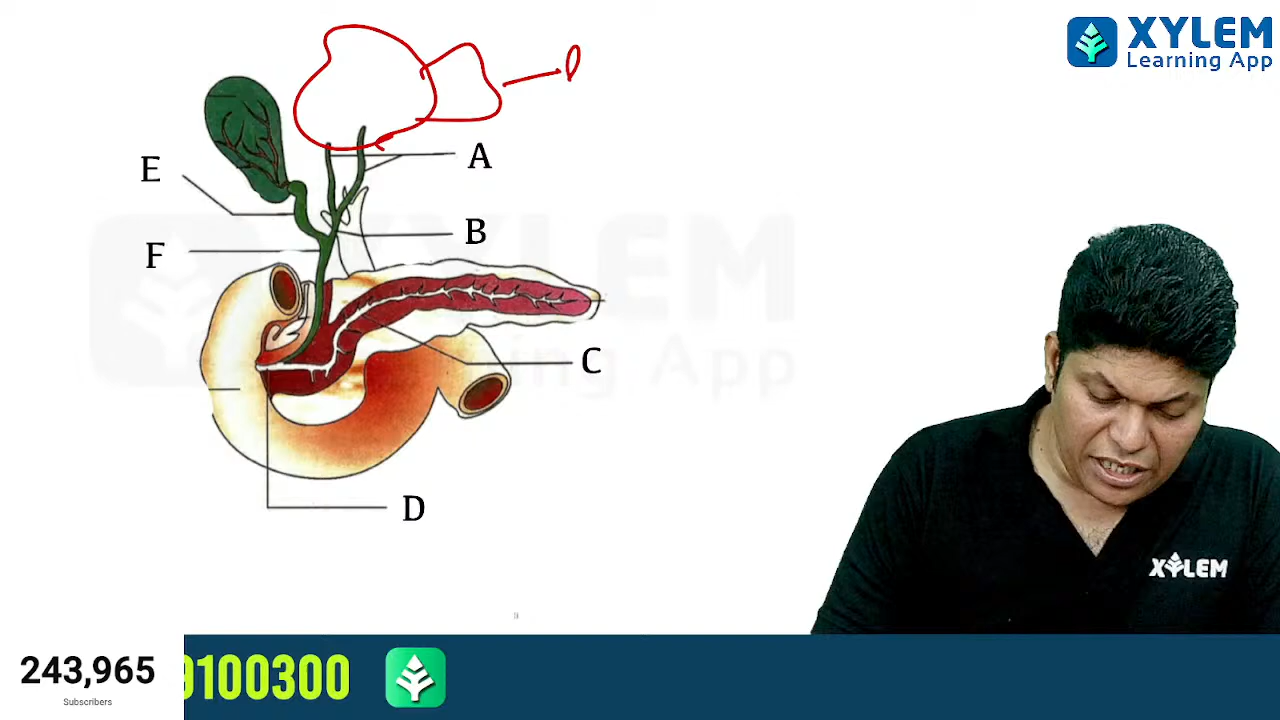 XYLEM
Learning App
A
E
B
F
C
D
XYLEM
243,965
Subscribers
9100300